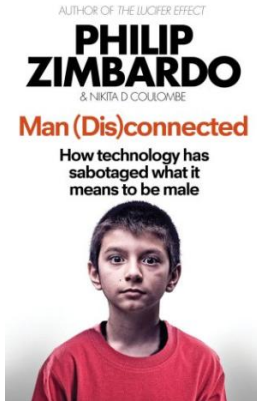 AUTHOR OF THE LUCIFER EFFECT
PHILIP
ZIMBARDO
& NIKITA D COULOMBE
Man (Dis)connected
How technology has
sabotaged what it
means to be male